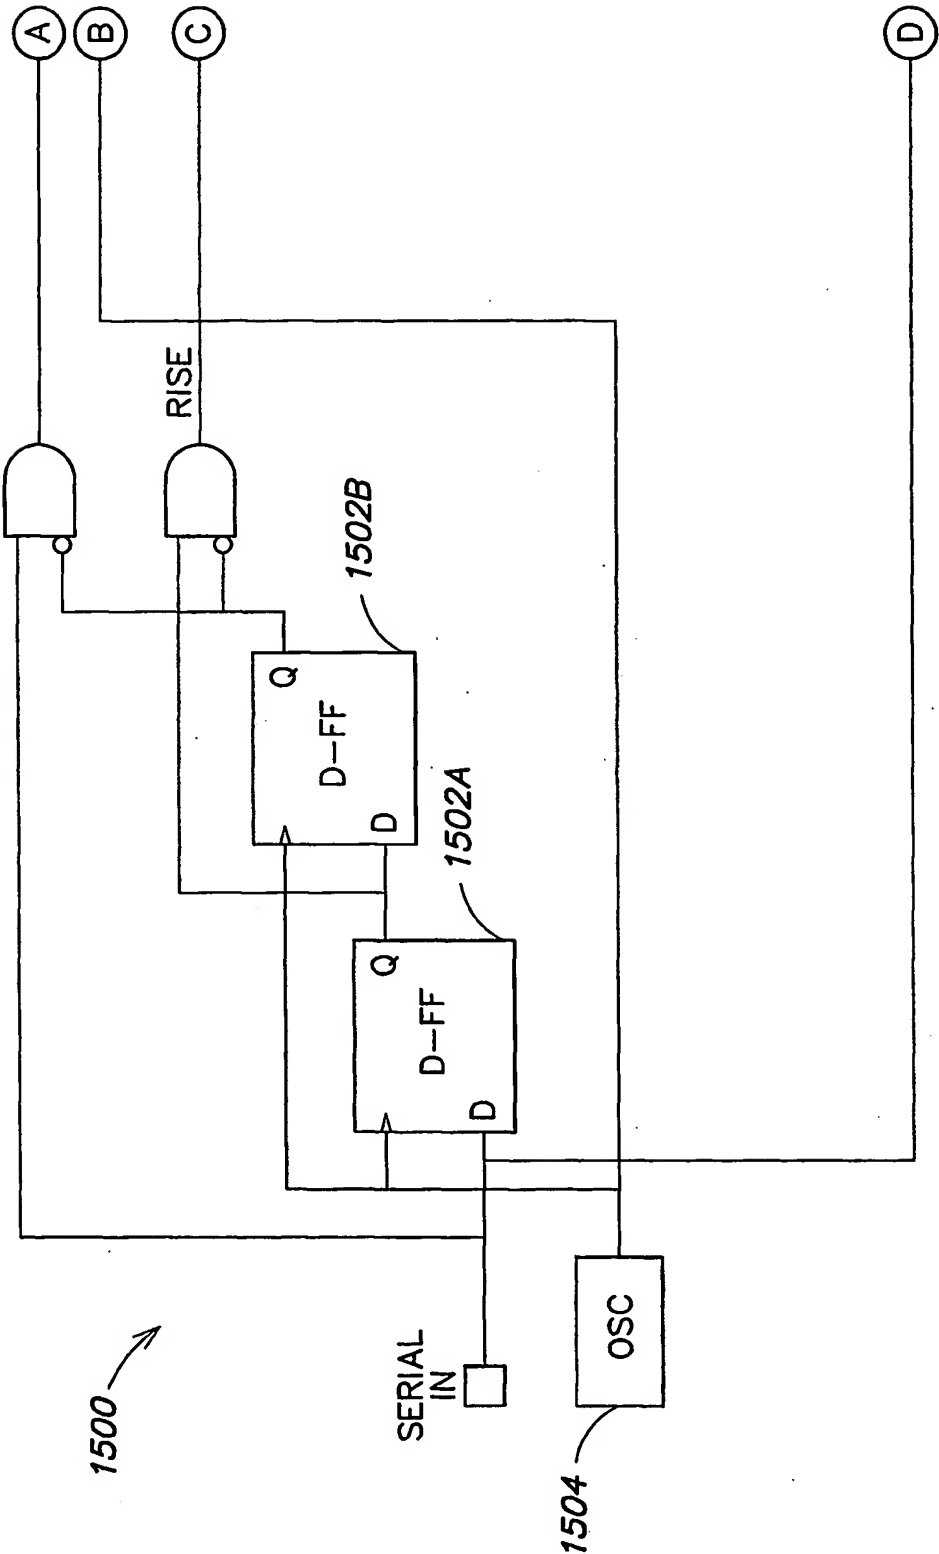 1500
SERIAL
IN
1504
OSC
D
D-FF
Q
1502A
D
D-FF
Q
1502B
RISE
A
B
C
D